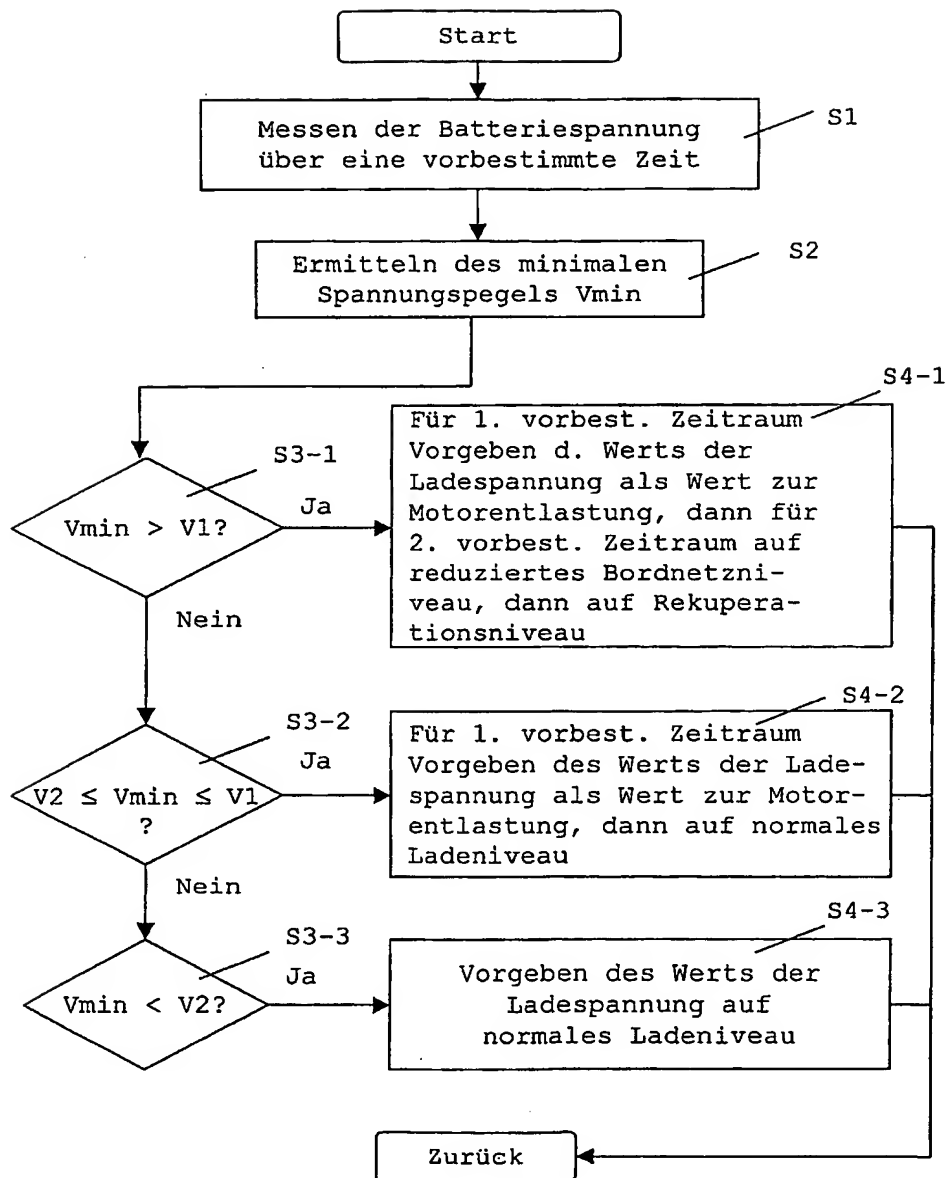 Start
Messen der Batteriespannung
über eine vorbestimmte Zeit
S1
Ermitteln des minimalen
Spannungspegels Vmin
S2
S3-1
Vmin > V1?
Ja
Nein
S4-1
Für 1. vorbest. Zeitraum
Vorgeben d. Werts der
Ladespannung als Wert zur
Motorentlastung, dann für
2. vorbest. Zeitraum auf
reduziertes Bordnetzni-
veau, dann auf Rekupera-
tionsniveau
S3-2
V2 ≤ Vmin ≤ V1
?
Ja
Nein
S4-2
Für 1. vorbest. Zeitraum
Vorgeben des Werts der Lade-
spannung als Wert zur Motor-
entlastung, dann auf normales
Ladeniveau
S3-3
Vmin < V2?
Ja
S4-3
Vorgeben des Werts der
Ladespannung auf
normales Ladeniveau
Zurück